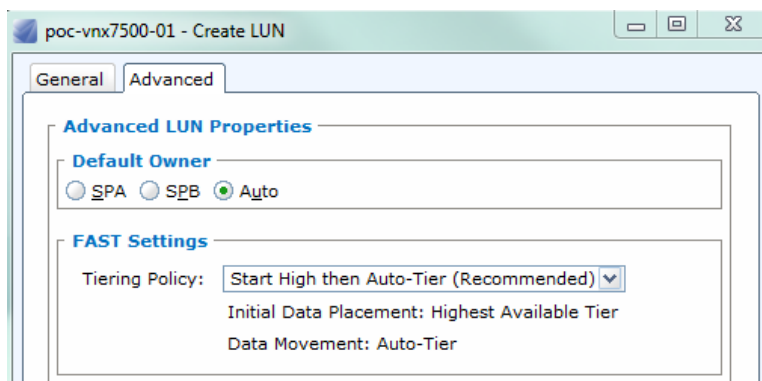 poc-vnx7500-01 - Create LUN
General Advanced
Advanced LUN Properties
Default Owner
SPA SPB Auto
FAST Settings
Tiering Policy: Start High then Auto-Tier (Recommended)
Initial Data Placement: Highest Available Tier
Data Movement: Auto-Tier